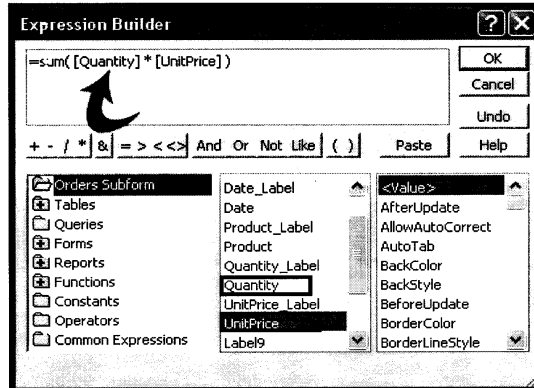 Expression Builder
=sum( [Quantity] * [UnitPrice] )
OK
Cancel
Undo
+ - / * & = > < <> And Or Not Like ( ) Paste Help
Orders Subform
Tables
Queries
Forms
Reports
Functions
Constants
Operators
Common Expressions
Date_Label
Date
Product_Label
Product
Quantity_Label
Quantity
UnitPrice_Label
UnitPrice
Label9
<Value>
AfterUpdate
AllowAutoCorrect
AutoTab
BackColor
BackStyle
BeforeUpdate
BorderColor
BorderLineStyle